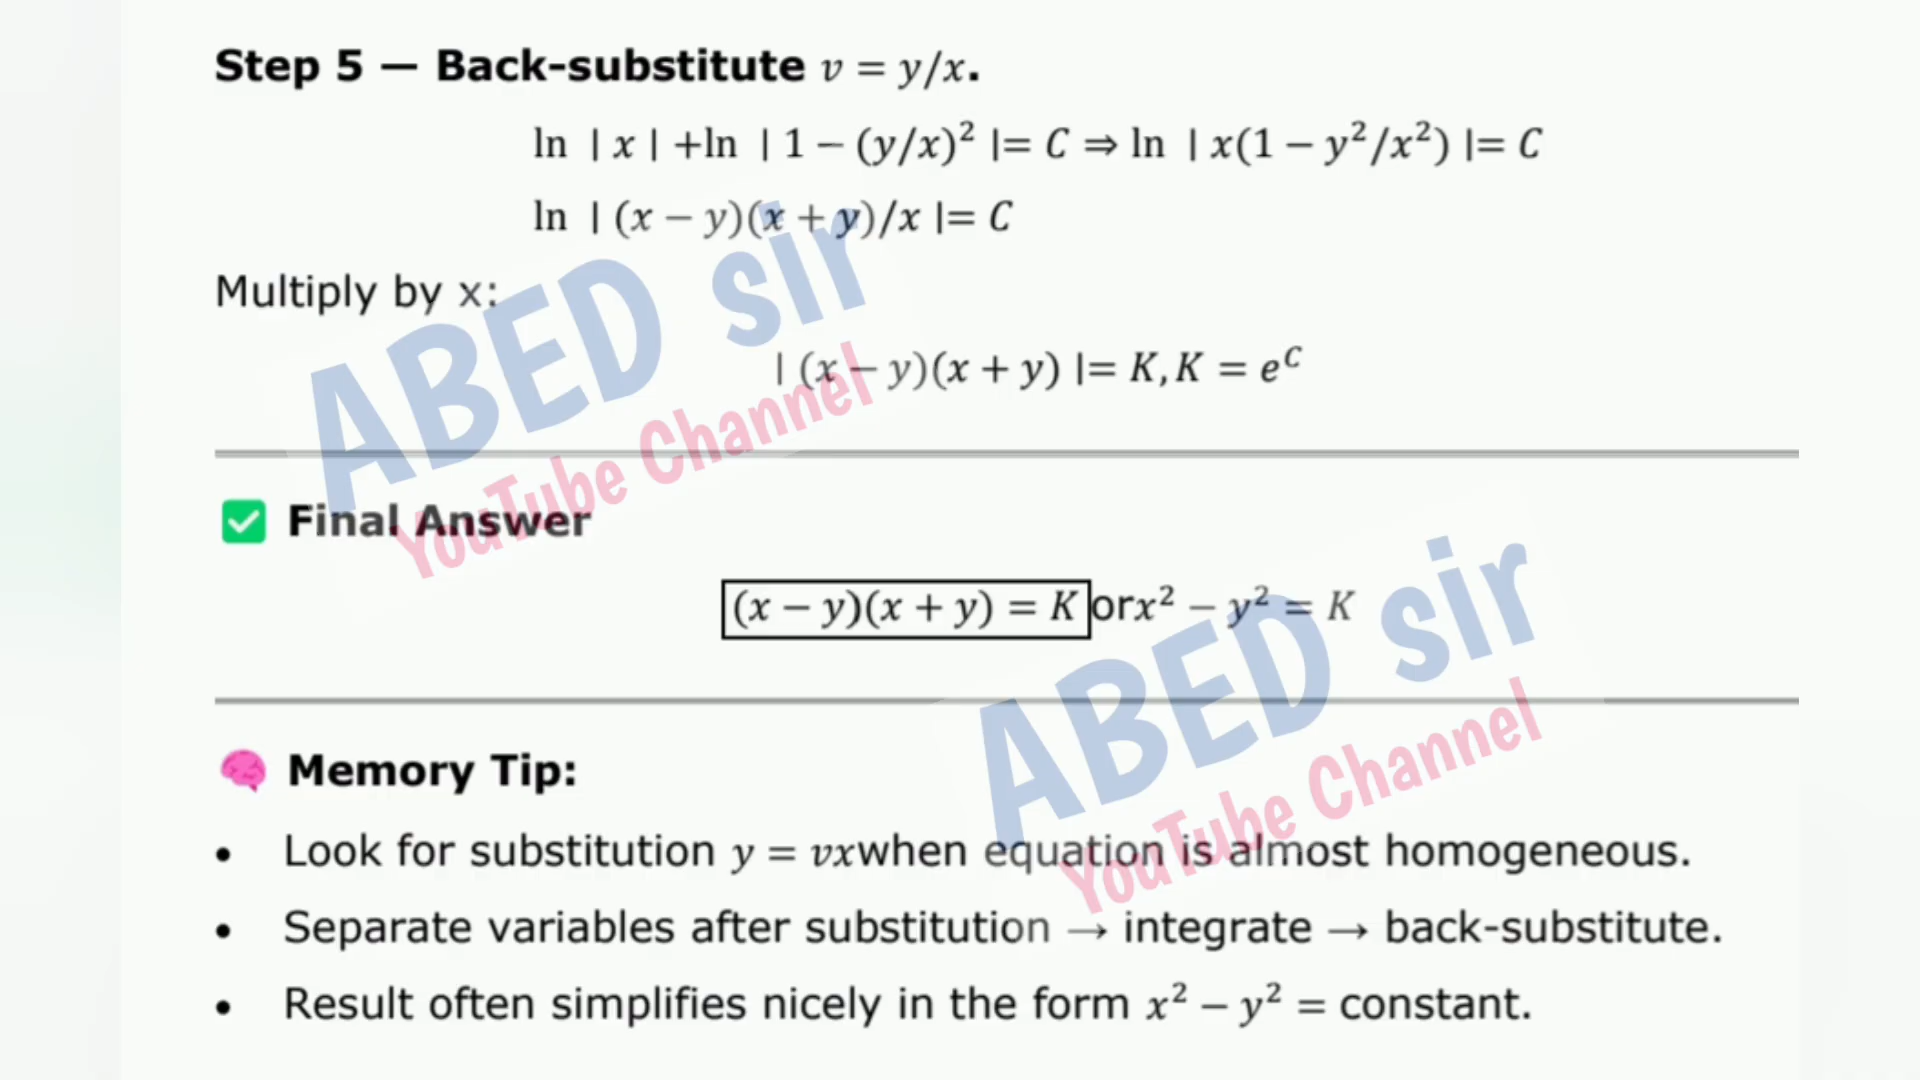 Step 5 — Back-substitute v = y/x.
ln | x | +ln | 1 − (y/x)² |= C ⇒ ln | x(1 − y²/x²) |= C
ln | (x − y)(x + y)/x |= C
Multiply by x:
| (x − y)(x + y) |= K, K = e^C
ABED sir
YouTube Channel
✅ Final Answer
(x − y)(x + y) = K orx² − y² = K
ABED sir
YouTube Channel
🧠 Memory Tip:
• Look for substitution y = vxwhen equation is almost homogeneous.
• Separate variables after substitution → integrate → back-substitute.
• Result often simplifies nicely in the form x² − y² = constant.